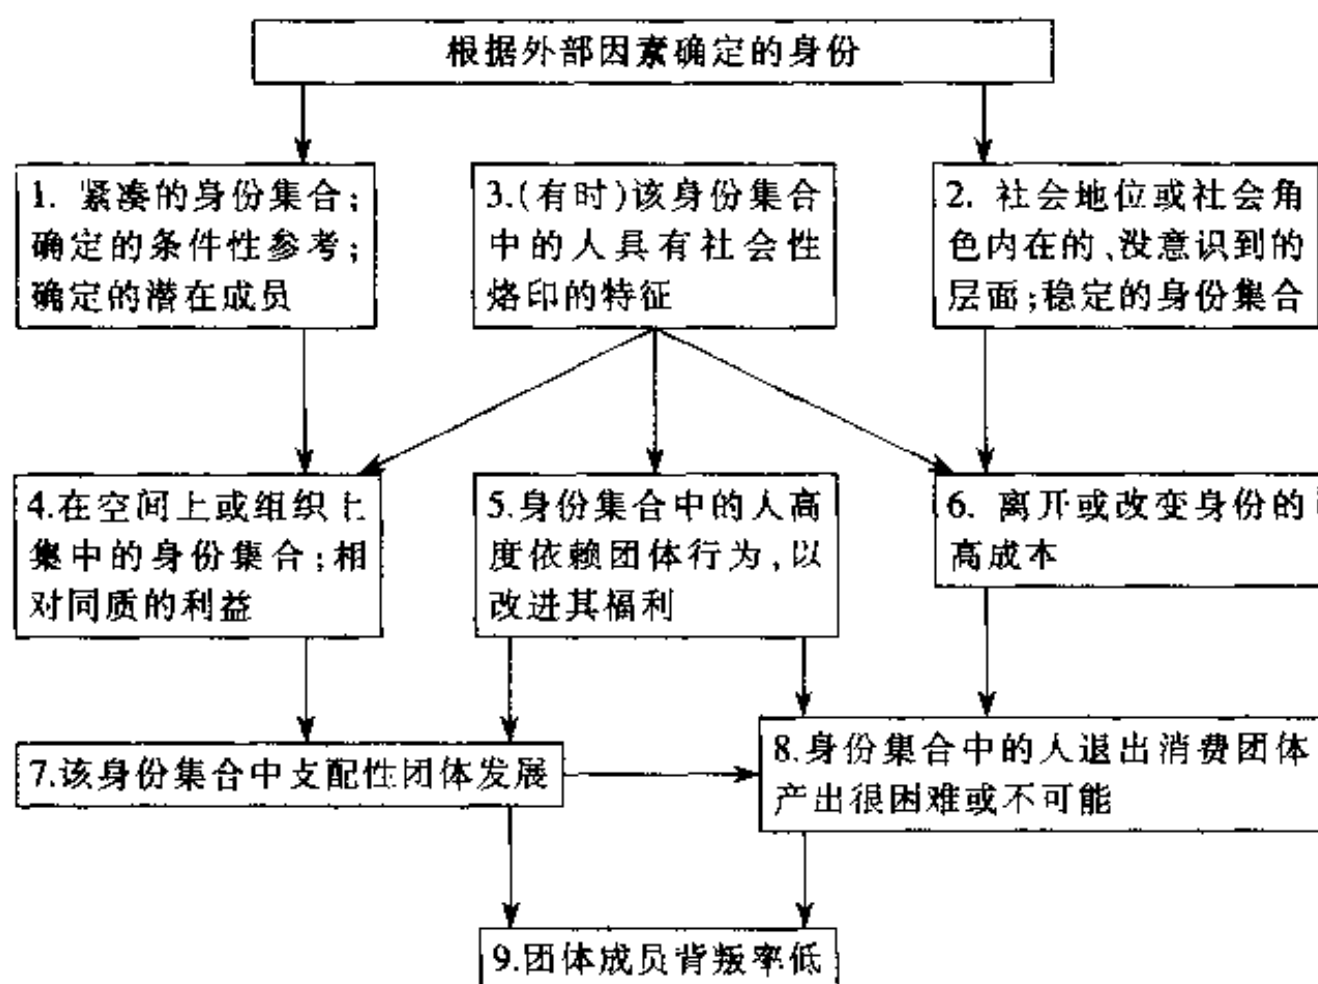 根据外部因素确定的身份
1. 紧凑的身份集合;
确定的条件性参考;
确定的潜在成员
3.(有时)该身份集合
中的人具有社会性
烙印的特征
2. 社会地位或社会角
色内在的、没意识到的
层面;稳定的身份集合
4.在空间上或组织上
集中的身份集合;相
对同质的利益
5.身份集合中的人高
度依赖团体行为,以
改进其福利
6. 离开或改变身份的
高成本
7.该身份集合中支配性团体发展
8.身份集合中的人退出消费团体
产出很困难或不可能
9.团体成员背叛率低